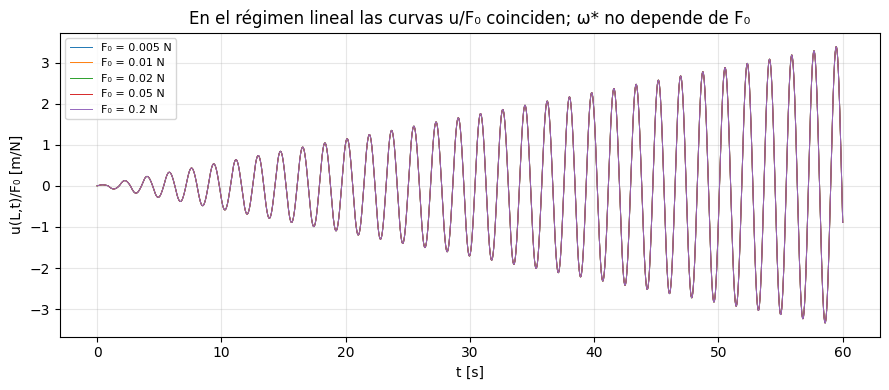 En el régimen lineal las curvas u/F₀ coinciden; ω* no depende de F₀
u(L,t)/F₀ [m/N]
3
2
1
0
−1
−2
−3
F₀ = 0.005 N
F₀ = 0.01 N
F₀ = 0.02 N
F₀ = 0.05 N
F₀ = 0.2 N
0 10 20 30 40 50 60
t [s]